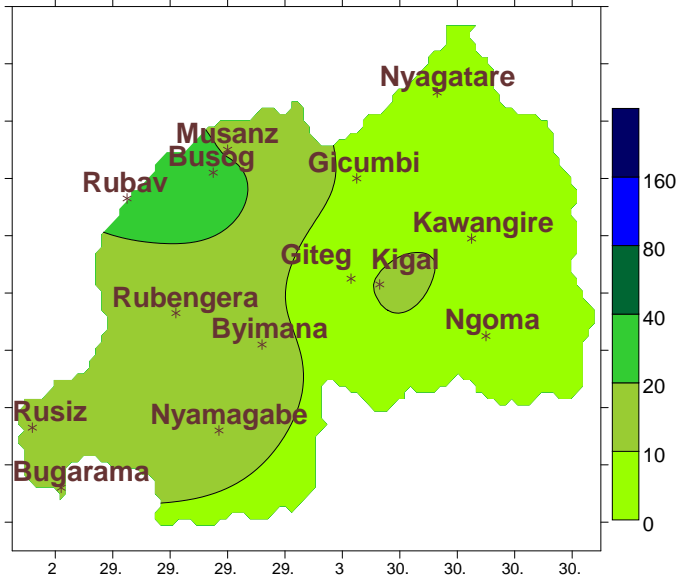 Nyagatare
Musanz
Busog
Gicumbi
Rubav
Kawangire
Giteg
Kigal
Rubengera
Byimana
Ngoma
Rusiz
Nyamagabe
Bugarama
160
80
40
20
10
0
2 29. 29. 29. 29. 3 30. 30. 30. 30.